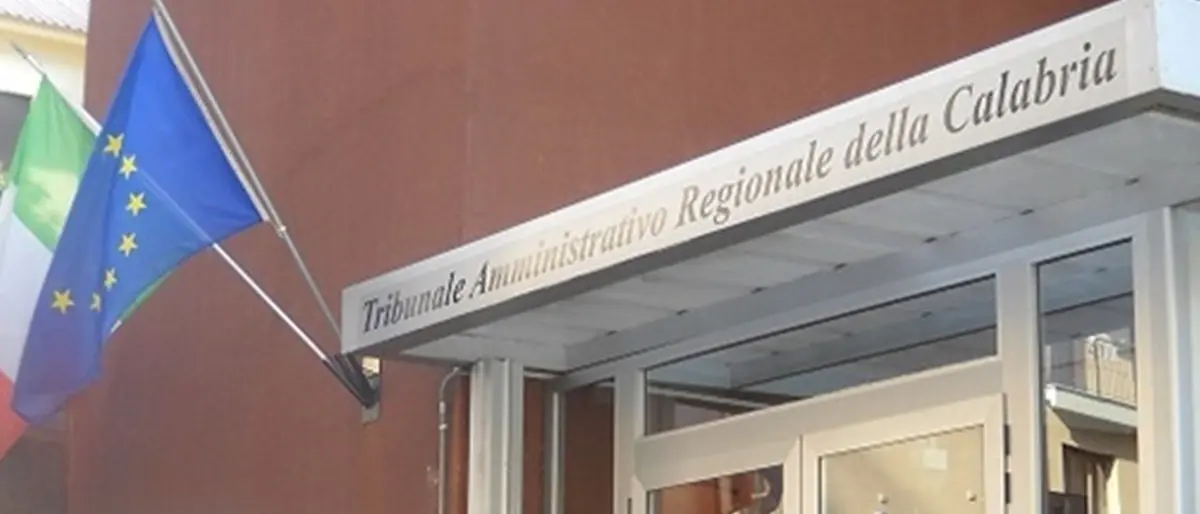 Tribunale Amministrativo Regionale della Calabria